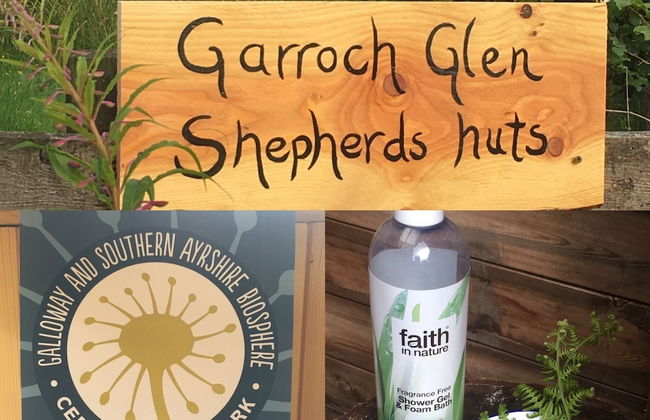 Garroch Glen
Shepherds huts
GALLOWAY AND SOUTHERN AYRSHIRE BIOSPHERE
faith
in nature
Fragrance Free
Shower Gel
& Foam Bath